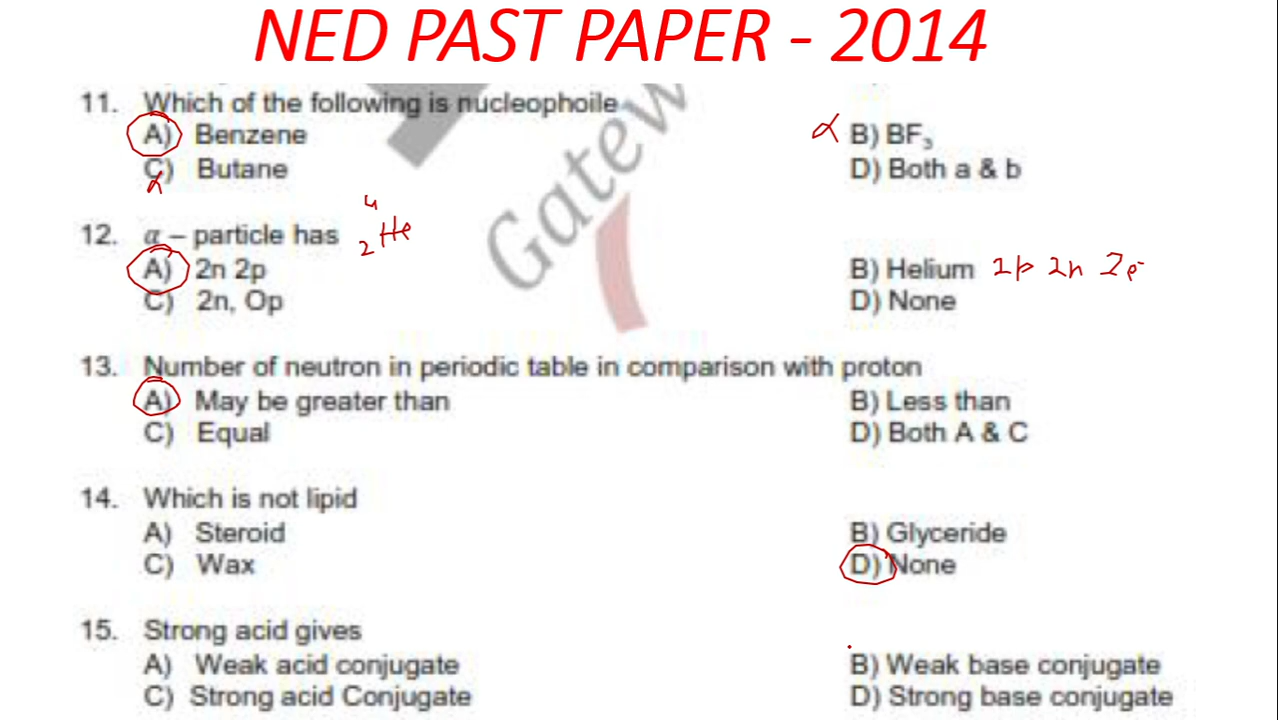 NED PAST PAPER - 2014
11. Which of the following is nucleophoile
A) Benzene B) BF₃
C) Butane D) Both a & b
12. α – particle has ⁴₂He
A) 2n 2p B) Helium 2p 2n 2e⁻
C) 2n, Op D) None
13. Number of neutron in periodic table in comparison with proton
A) May be greater than B) Less than
C) Equal D) Both A & C
14. Which is not lipid
A) Steroid B) Glyceride
C) Wax D) None
15. Strong acid gives
A) Weak acid conjugate B) Weak base conjugate
C) Strong acid Conjugate D) Strong base conjugate
Gatew